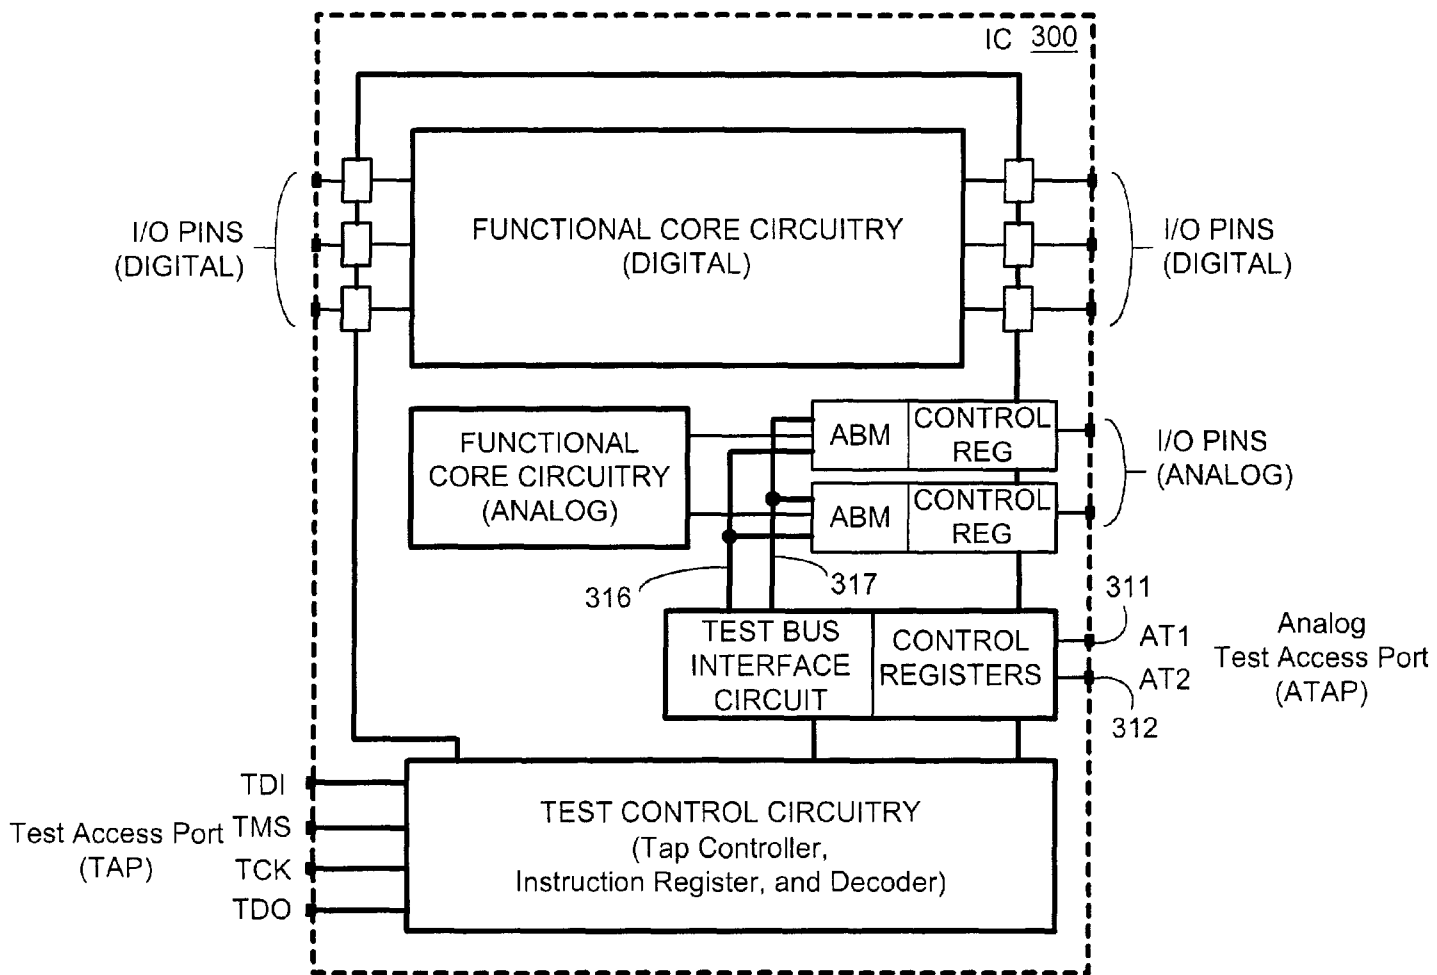 IC 300
I/O PINS
(DIGITAL)
FUNCTIONAL CORE CIRCUITRY
(DIGITAL)
I/O PINS
(DIGITAL)
FUNCTIONAL
CORE CIRCUITRY
(ANALOG)
ABM
CONTROL
REG
ABM
CONTROL
REG
I/O PINS
(ANALOG)
316
317
311
TEST BUS
INTERFACE
CIRCUIT
CONTROL
REGISTERS
AT1
AT2
312
Analog
Test Access Port
(ATAP)
Test Access Port
(TAP)
TDI
TMS
TCK
TDO
TEST CONTROL CIRCUITRY
(Tap Controller,
Instruction Register, and Decoder)